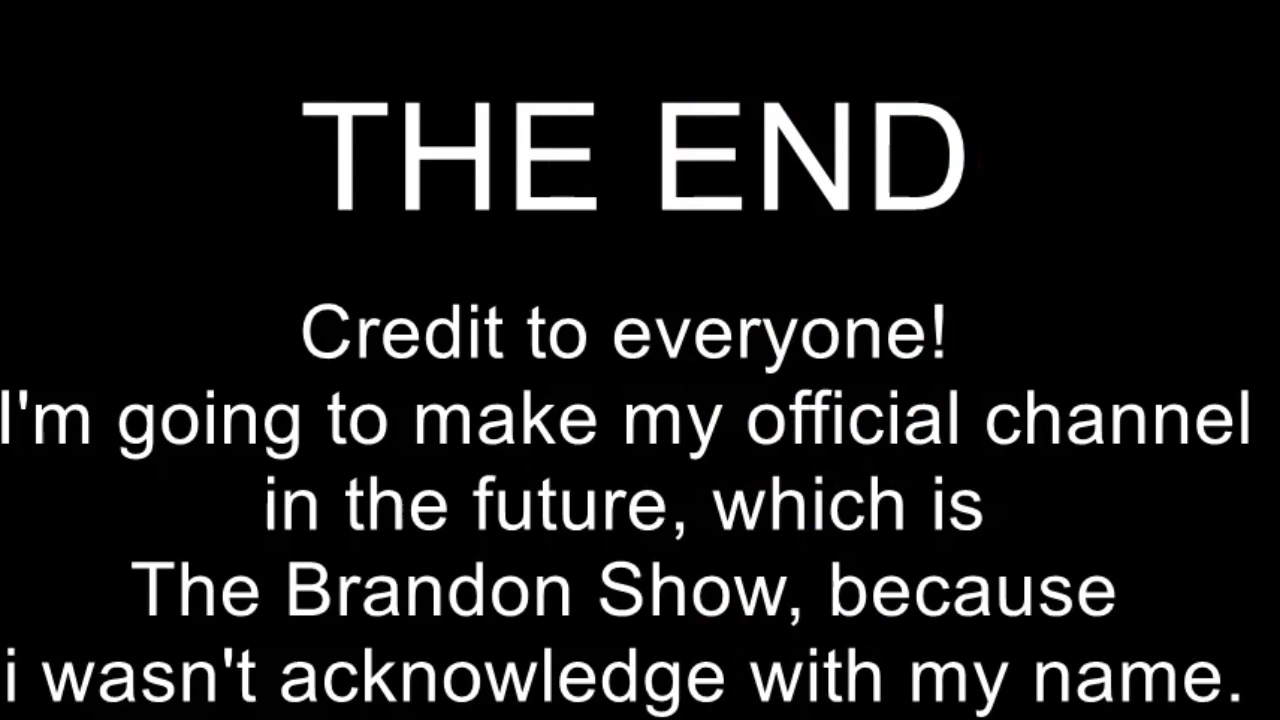 THE END
Credit to everyone!
I'm going to make my official channel
in the future, which is
The Brandon Show, because
i wasn't acknowledge with my name.